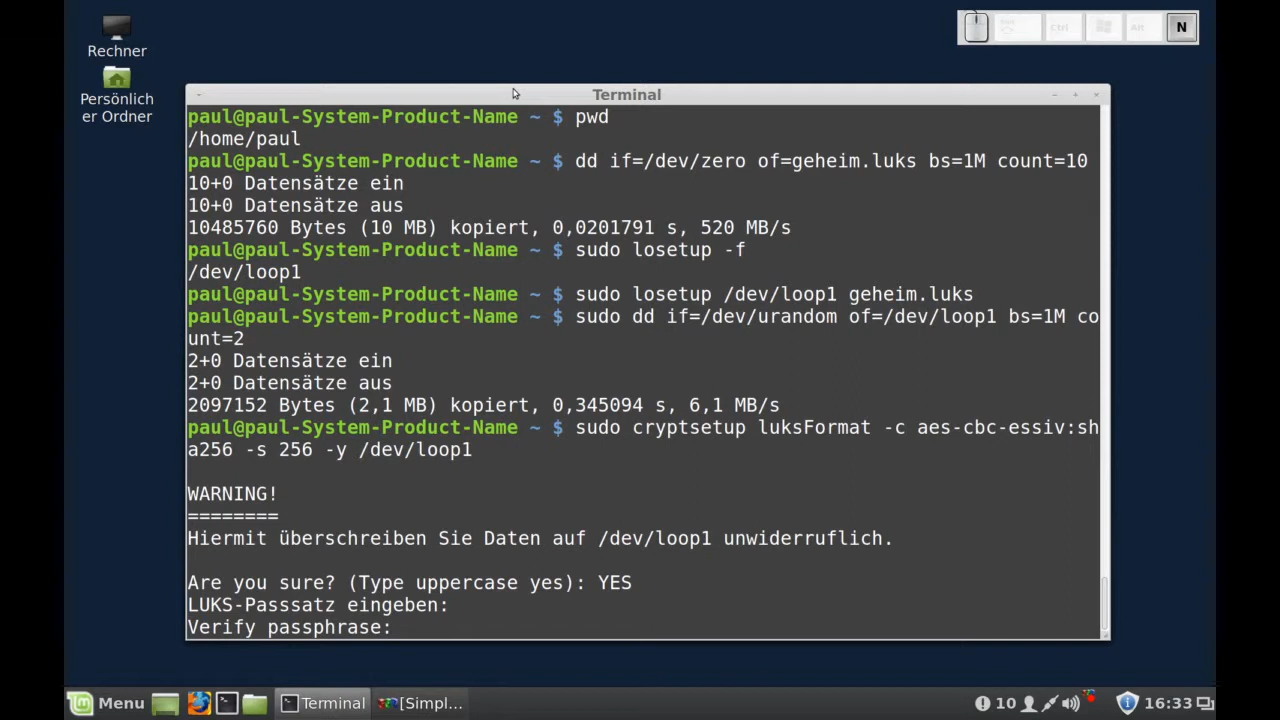 Rechner
Persönlich
er Ordner
N
Terminal
paul@paul-System-Product-Name ~ $ pwd
/home/paul
paul@paul-System-Product-Name ~ $ dd if=/dev/zero of=geheim.luks bs=1M count=10
10+0 Datensätze ein
10+0 Datensätze aus
10485760 Bytes (10 MB) kopiert, 0,0201791 s, 520 MB/s
paul@paul-System-Product-Name ~ $ sudo losetup -f
/dev/loop1
paul@paul-System-Product-Name ~ $ sudo losetup /dev/loop1 geheim.luks
paul@paul-System-Product-Name ~ $ sudo dd if=/dev/urandom of=/dev/loop1 bs=1M co
unt=2
2+0 Datensätze ein
2+0 Datensätze aus
2097152 Bytes (2,1 MB) kopiert, 0,345094 s, 6,1 MB/s
paul@paul-System-Product-Name ~ $ sudo cryptsetup luksFormat -c aes-cbc-essiv:sh
a256 -s 256 -y /dev/loop1
WARNING!
========
Hiermit überschreiben Sie Daten auf /dev/loop1 unwiderruflich.
Are you sure? (Type uppercase yes): YES
LUKS-Passsatz eingeben:
Verify passphrase:
Menu
Terminal
[Simpl...
10
16:33